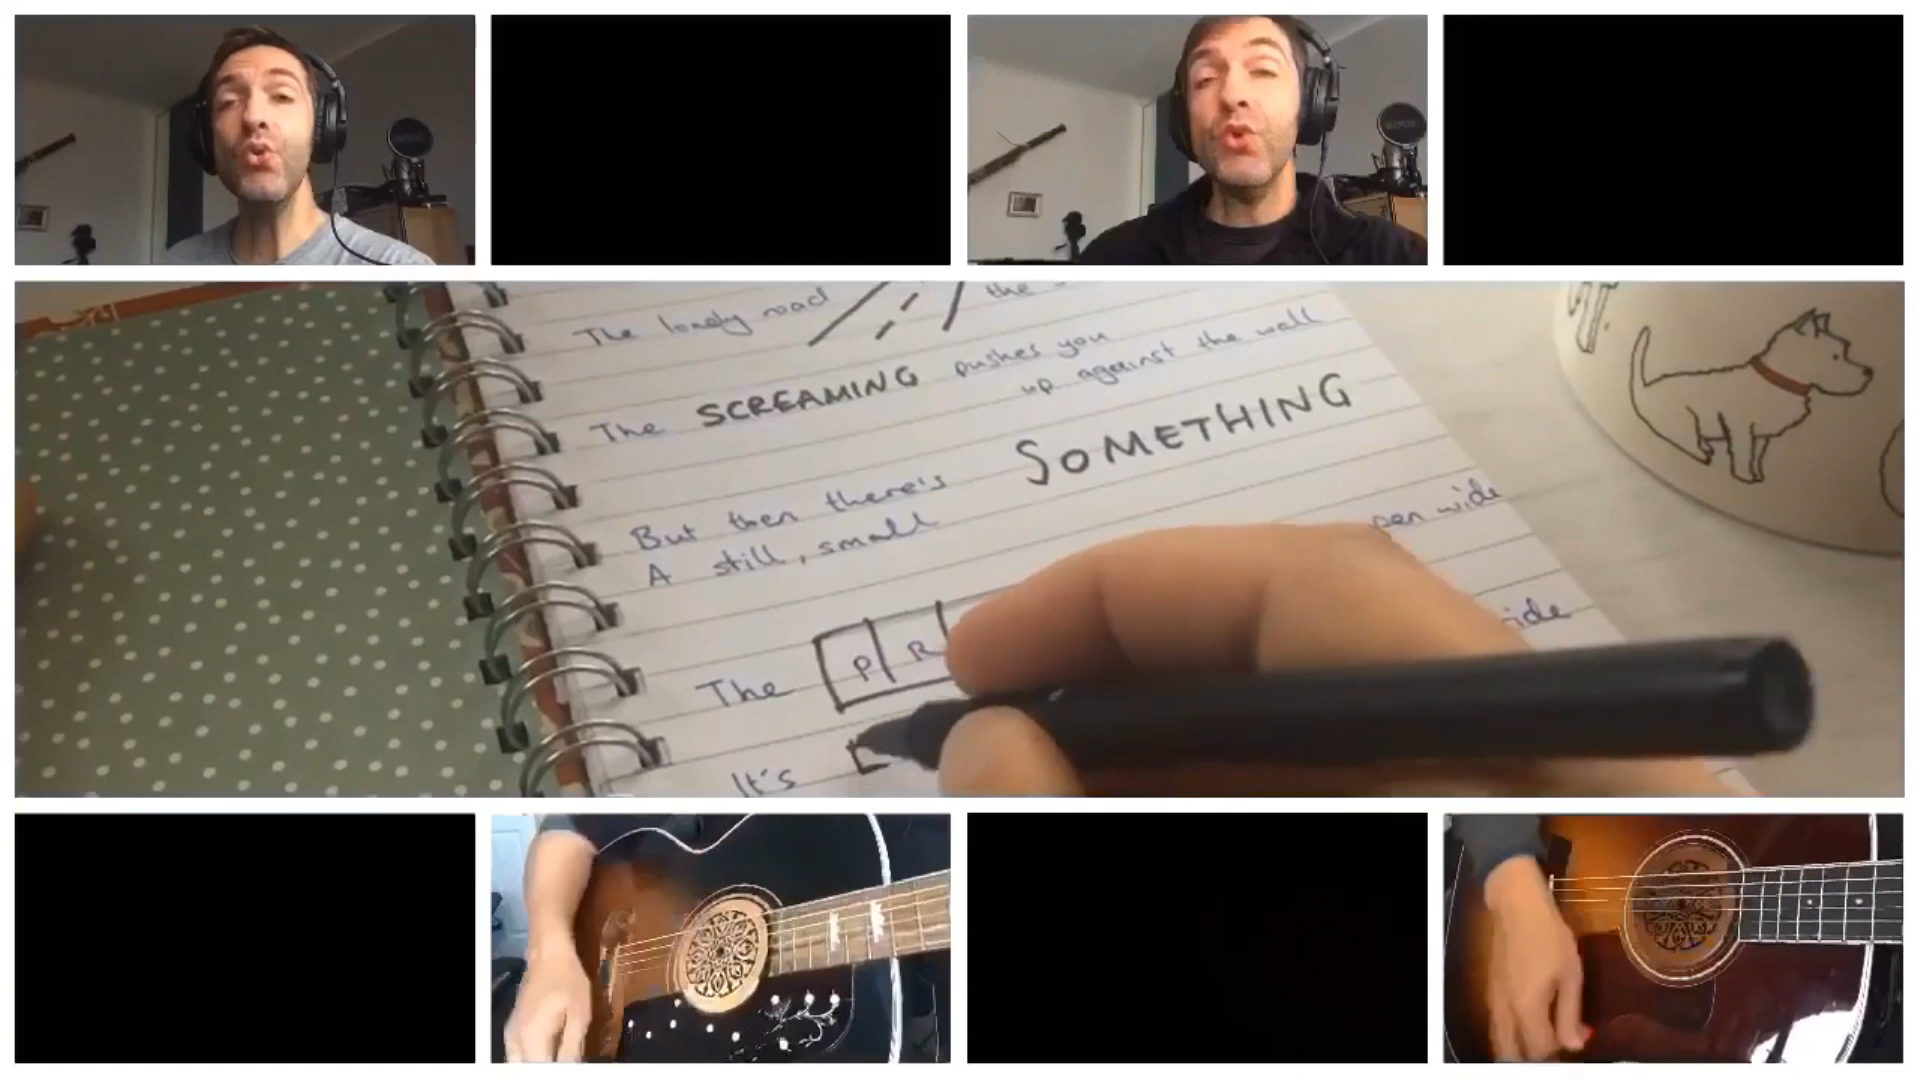 The lonely road the
The SCREAMING pushes you
up against the wall
But then there's SOMETHING
A still, small
pen wide
The P R ide
It's